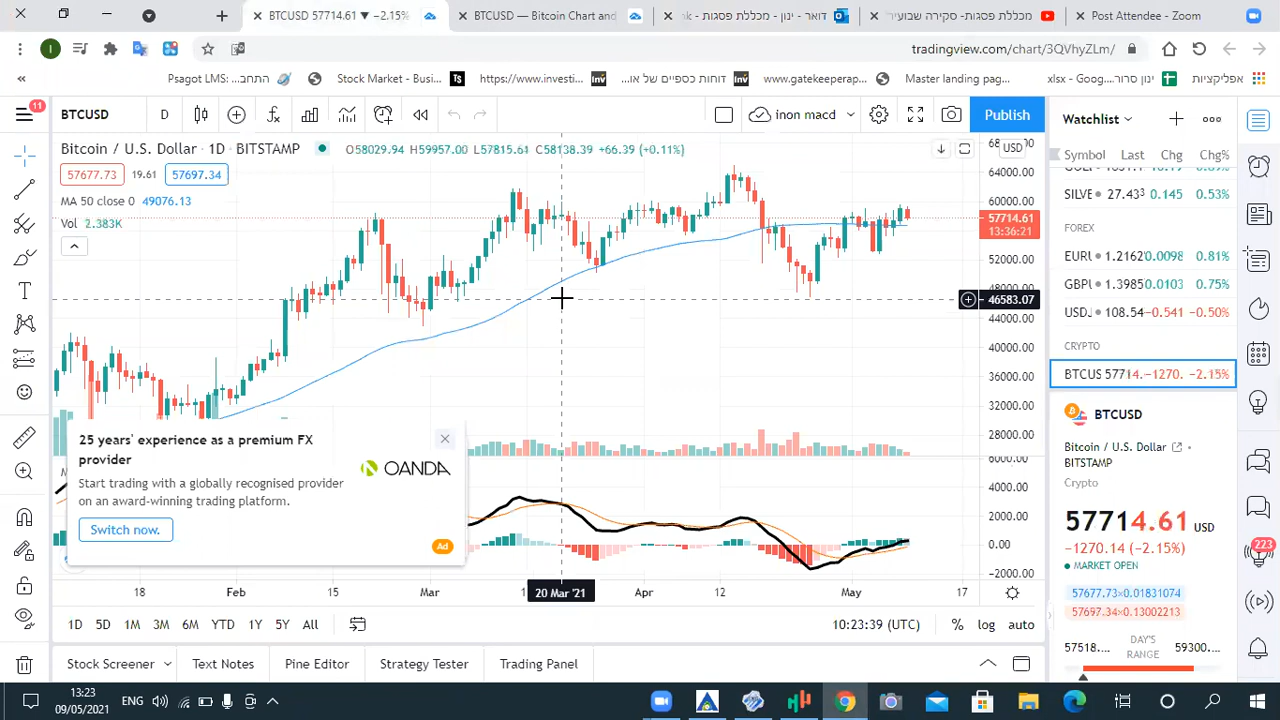 BTCUSD 57714.61 ▼ −2.15%
BTCUSD — Bitcoin Chart and
דואר - ינון - מכללת פסגות - ‎nk
מכללת פסגות - סקירה שבועיר
Post Attendee - Zoom
I
tradingview.com/chart/3QVhyZLm/
«
Psagot LMS: התחב...
Stock Market - Busi...
https://www.investi...
דוחות כספיים של או...
www.gatekeeperap...
Master landing pag...
ינון סרור.xlsx - Goog...
אפליקציות
11
BTCUSD
D
inon macd
Publish
Bitcoin / U.S. Dollar · 1D · BITSTAMP
O58029.94 H59957.00 L57815.61 C58138.39 +66.39 (+0.11%)
57677.73 19.61 57697.34
MA 50 close 0 49076.13
Vol 2.383K
USD
64000.00
60000.00
57714.61
13:36:21
52000.00
46583.07
44000.00
40000.00
36000.00
32000.00
28000.00
6000.00
4000.00
2000.00
0.00
−2000.00
25 years' experience as a premium FX
provider
Start trading with a globally recognised provider
on an award-winning trading platform.
Switch now.
OANDA
Ad
18
Feb
15
Mar
20 Mar '21
Apr
12
May
17
1D 5D 1M 3M 6M YTD 1Y 5Y All
10:23:39 (UTC)
% log auto
Stock Screener
Text Notes
Pine Editor
Strategy Tester
Trading Panel
Watchlist
Symbol Last Chg Chg%
SILVE 27.433 0.145 0.53%
FOREX
EURU 1.2162 0.0098 0.81%
GBPU 1.3985 0.0103 0.75%
USDJ 108.54 −0.541 −0.50%
CRYPTO
BTCUS 57714. −1270. −2.15%
BTCUSD
Bitcoin / U.S. Dollar
BITSTAMP
Crypto
57714.61 USD
−1270.14 (−2.15%)
MARKET OPEN
57677.73×0.01831074
57697.34×0.13002213
57518....
DAY'S
RANGE
59300....
223
13:23
09/05/2021
ENG